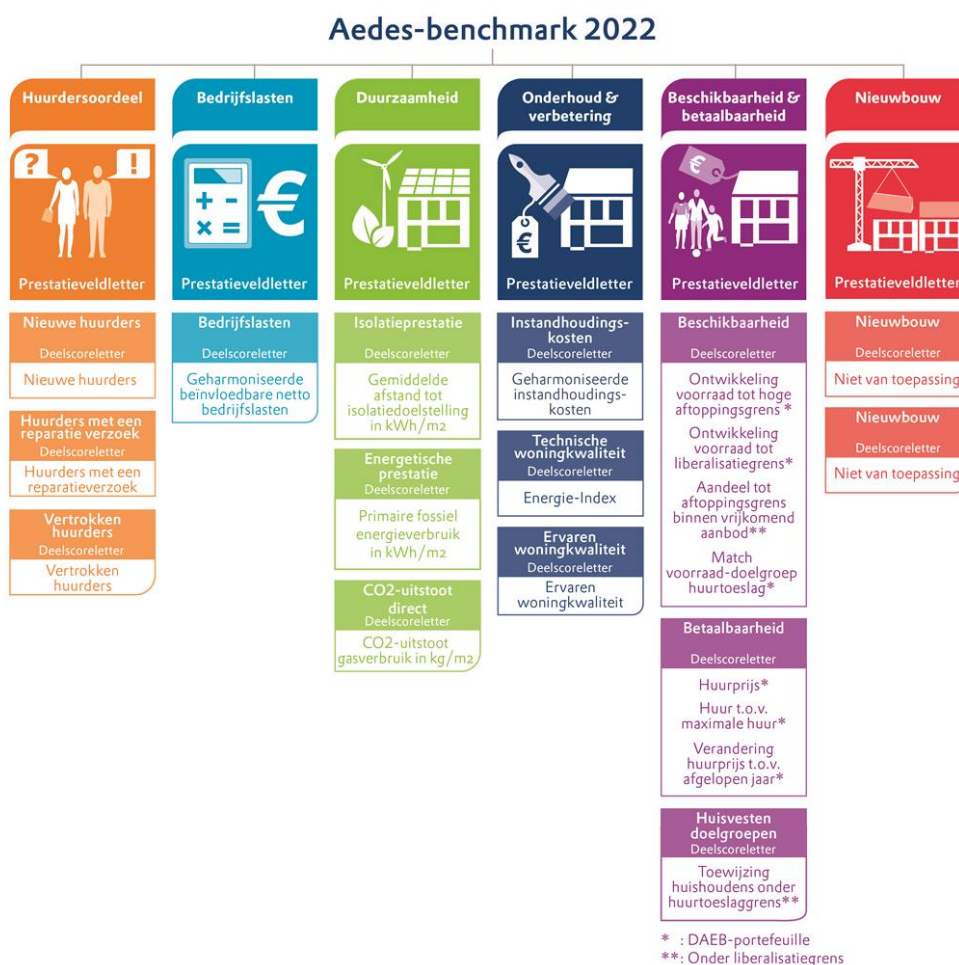 Aedes-benchmark 2022
Huurdersoordeel
?
!
Prestatieveldletter
Nieuwe huurders
Deelscoreletter
Nieuwe huurders
Huurders met een
reparatie verzoek
Deelscoreletter
Huurders met een
reparatieverzoek
Vertrokken
huurders
Deelscoreletter
Vertrokken
huurders
Bedrijfslasten
+ -
× =
€
Prestatieveldletter
Bedrijfslasten
Deelscoreletter
Geharmoniseerde
beïnvloedbare netto
bedrijfslasten
Duurzaamheid
Prestatieveldletter
Isolatieprestatie
Deelscoreletter
Gemiddelde
afstand tot
isolatiedoelstelling
in kWh/m2
Energetische
prestatie
Deelscoreletter
Primaire fossiel
energieverbruik
in kWh/m2
CO2-uitstoot
direct
Deelscoreletter
CO2-uitstoot
gasverbruik in kg/m2
Onderhoud &
verbetering
€
Prestatieveldletter
Instandhoudings-
kosten
Deelscoreletter
Geharmoniseerde
instandhoudings-
kosten
Technische
woningkwaliteit
Deelscoreletter
Energie-Index
Ervaren
woningkwaliteit
Deelscoreletter
Ervaren
woningkwaliteit
Beschikbaarheid &
betaalbaarheid
€
Prestatieveldletter
Beschikbaarheid
Deelscoreletter
Ontwikkeling
voorraad tot hoge
aftoppingsgrens *
Ontwikkeling
voorraad tot
liberalisatiegrens*
Aandeel tot
aftoppingsgrens
binnen vrijkomend
aanbod**
Match
voorraad-doelgroep
huurtoeslag*
Betaalbaarheid
Deelscoreletter
Huurprijs*
Huur t.o.v.
maximale huur*
Verandering
huurprijs t.o.v.
afgelopen jaar*
Huisvesten
doelgroepen
Deelscoreletter
Toewijzing
huishoudens onder
huurtoeslaggrens**
* : DAEB-portefeuille
**: Onder liberalisatiegrens
Nieuwbouw
Prestatieveldletter
Nieuwbouw
Deelscoreletter
Niet van toepassing
Nieuwbouw
Deelscoreletter
Niet van toepassing